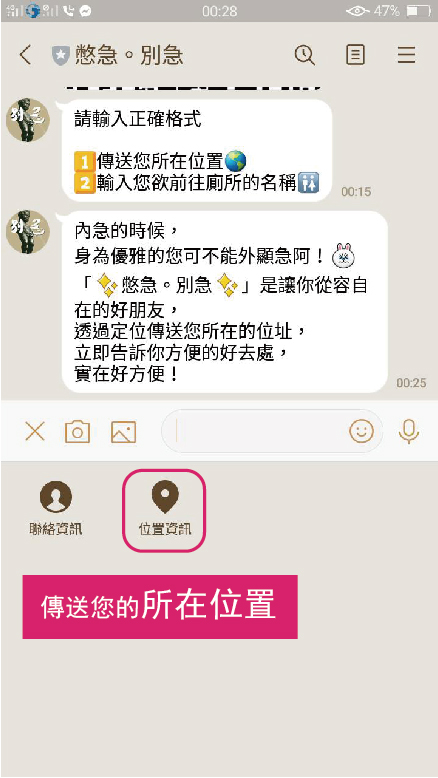 00:28
47%
憋急。別急
請輸入正確格式
1 傳送您所在位置
2 輸入您欲前往廁所的名稱
00:15
內急的時候，
身為優雅的您可不能外顯急阿！
「憋急。別急」是讓你從容自
在的好朋友，
透過定位傳送您所在的位址，
立即告訴你方便的好去處，
實在好方便！
00:25
聯絡資訊
位置資訊
傳送您的所在位置